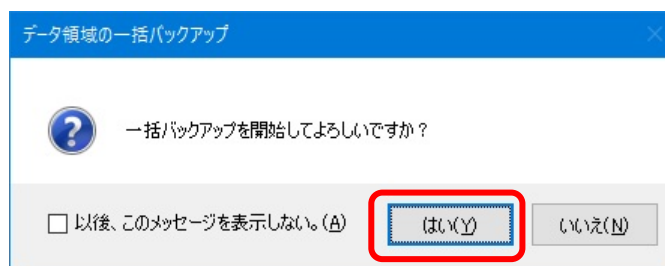 データ領域の一括バックアップ
一括バックアップを開始してよろしいですか？
以後、このメッセージを表示しない。(A)
はい(Y)
いいえ(N)